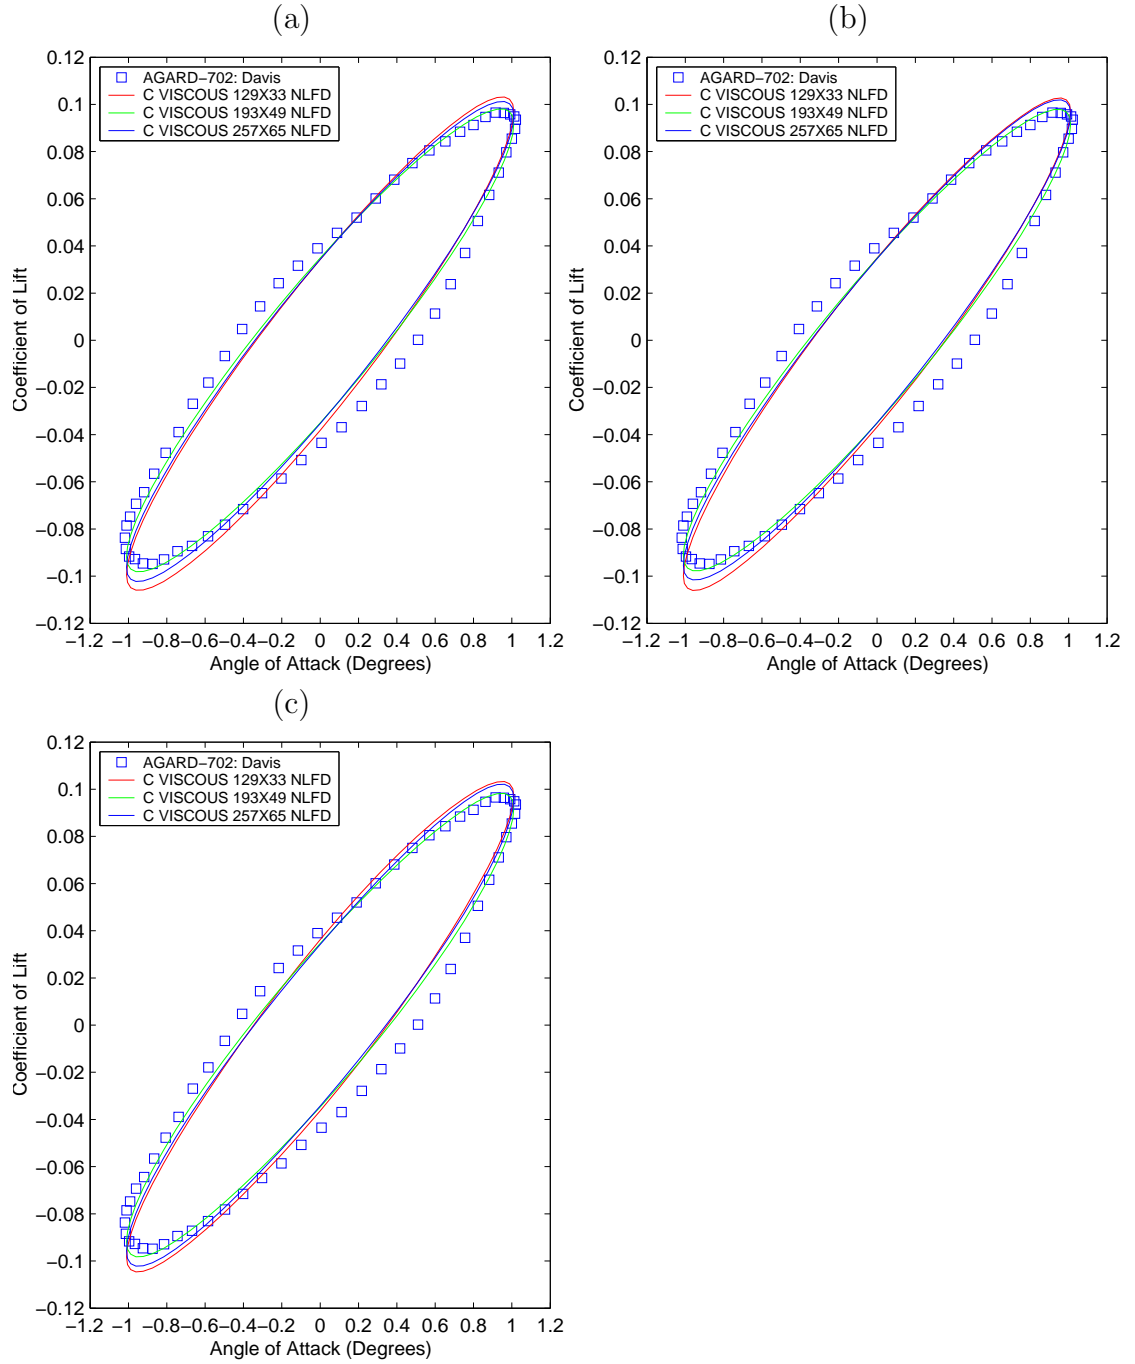 (a)
0.12
0.1
0.08
0.06
0.04
0.02
0
−0.02
−0.04
−0.06
−0.08
−0.1
−0.12
Coefficient of Lift
AGARD−702: Davis
C VISCOUS 129X33 NLFD
C VISCOUS 193X49 NLFD
C VISCOUS 257X65 NLFD
−1.2 −1 −0.8 −0.6 −0.4 −0.2 0 0.2 0.4 0.6 0.8 1 1.2
Angle of Attack (Degrees)
(b)
0.12
0.1
0.08
0.06
0.04
0.02
0
−0.02
−0.04
−0.06
−0.08
−0.1
−0.12
Coefficient of Lift
AGARD−702: Davis
C VISCOUS 129X33 NLFD
C VISCOUS 193X49 NLFD
C VISCOUS 257X65 NLFD
−1.2 −1 −0.8 −0.6 −0.4 −0.2 0 0.2 0.4 0.6 0.8 1 1.2
Angle of Attack (Degrees)
(c)
0.12
0.1
0.08
0.06
0.04
0.02
0
−0.02
−0.04
−0.06
−0.08
−0.1
−0.12
Coefficient of Lift
AGARD−702: Davis
C VISCOUS 129X33 NLFD
C VISCOUS 193X49 NLFD
C VISCOUS 257X65 NLFD
−1.2 −1 −0.8 −0.6 −0.4 −0.2 0 0.2 0.4 0.6 0.8 1 1.2
Angle of Attack (Degrees)